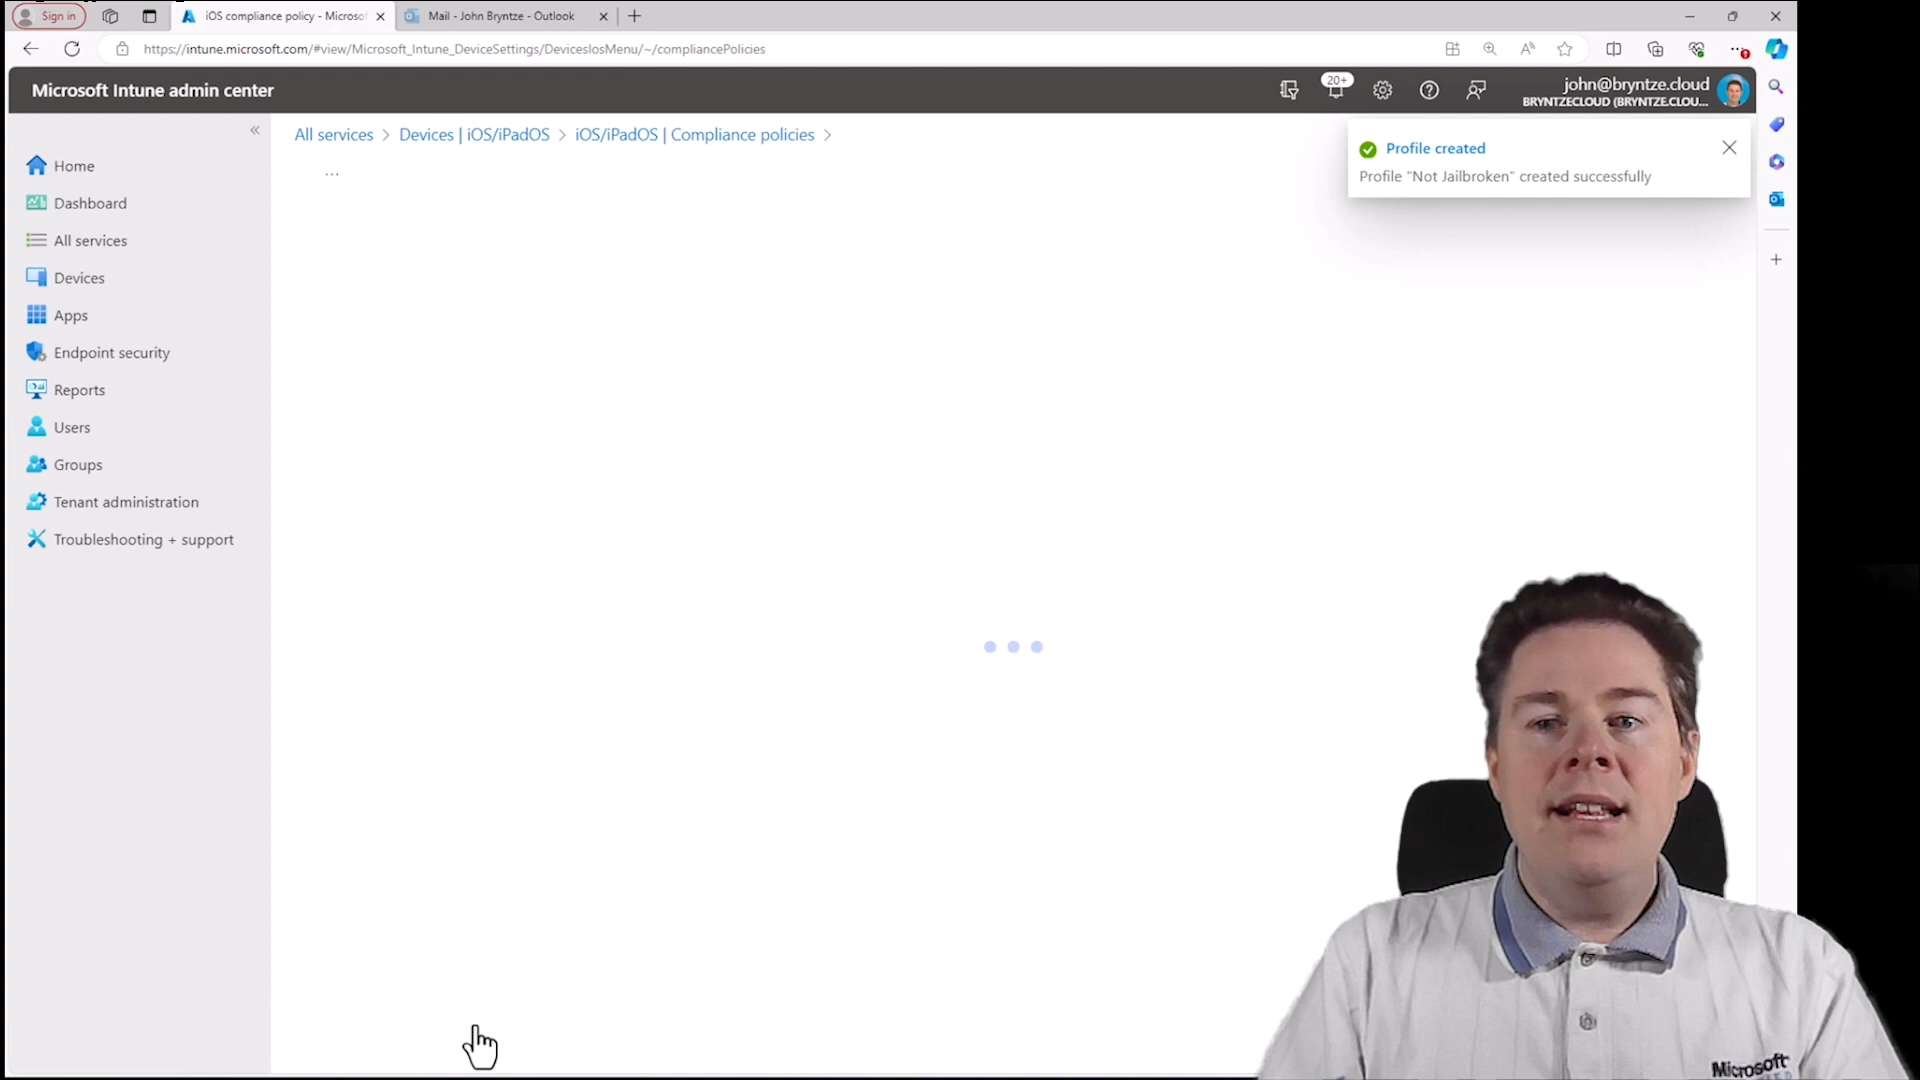 Sign in
iOS compliance policy - Microso
Mail - John Bryntze - Outlook
https://intune.microsoft.com/#view/Microsoft_Intune_DeviceSettings/DevicesIosMenu/~/compliancePolicies
Microsoft Intune admin center
20+
john@bryntze.cloud
BRYNTZECLOUD (BRYNTZE.CLOU...
All services > Devices | iOS/iPadOS > iOS/iPadOS | Compliance policies >
...
Profile created
Profile "Not Jailbroken" created successfully
Home
Dashboard
All services
Devices
Apps
Endpoint security
Reports
Users
Groups
Tenant administration
Troubleshooting + support
Microsoft